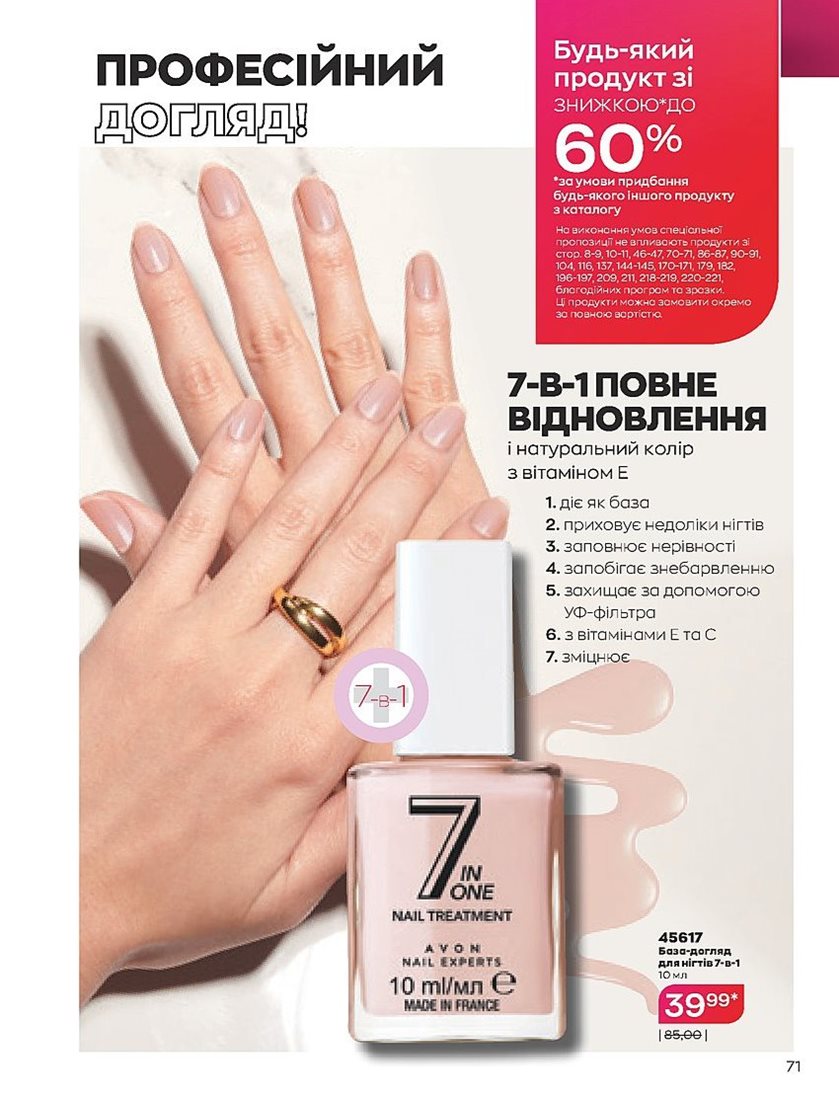 ПРОФЕСІЙНИЙ
ДОГЛЯД!
Будь-який
продукт зі
ЗНИЖКОЮ*ДО
60%
*за умови придбання
будь-якого іншого продукту
з каталогу
На виконання умов спеціальної
пропозиції не впливають продукти зі
стор. 8-9, 10-11, 46-47, 70-71, 86-87, 90-91,
104, 116, 137, 144-145, 170-171, 179, 182,
196-197, 209, 211, 218-219, 220-221,
благодійних програм та зразки.
Ці продукти можна замовити окремо
за повною вартістю.
7-В-1 ПОВНЕ
ВІДНОВЛЕННЯ
і натуральний колір
з вітаміном Е
1. діє як база
2. приховує недоліки нігтів
3. заповнює нерівності
4. запобігає знебарвленню
5. захищає за допомогою
УФ-фільтра
6. з вітамінами Е та С
7. зміцнює
7-в-1
7
IN
ONE
NAIL TREATMENT
AVON
NAIL EXPERTS
10 ml/мл e
MADE IN FRANCE
45617
База-догляд
для нігтів 7-в-1
10 мл
39,99*
|85,00|
71